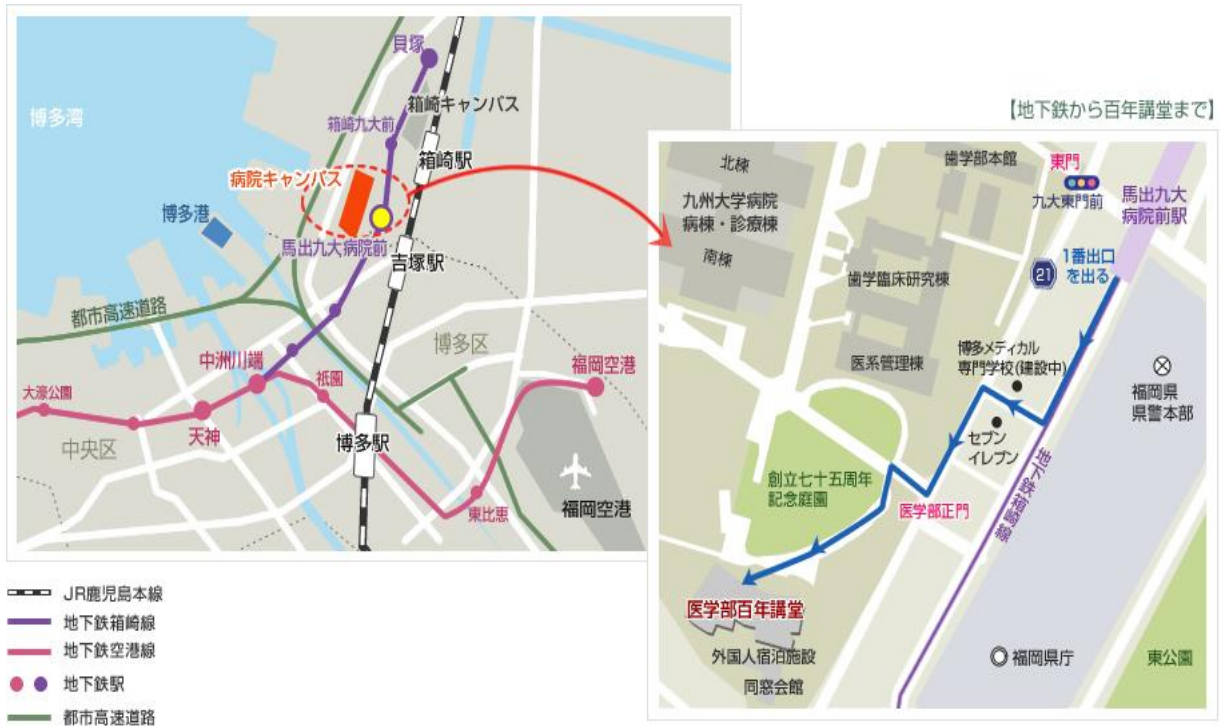 貝塚
箱崎キャンパス
博多湾
箱崎九大前
箱崎駅
病院キャンパス
博多港
馬出九大病院前
吉塚駅
都市高速道路
博多区
中洲川端
祇園
福岡空港
大濠公園
天神
中央区
博多駅
東比恵
福岡空港
JR鹿児島本線
地下鉄箱崎線
地下鉄空港線
地下鉄駅
都市高速道路
【地下鉄から百年講堂まで】
北棟
歯学部本館
東門
九州大学病院
病棟・診療棟
九大東門前
馬出九大
病院前駅
南棟
1番出口
を出る
21
歯学臨床研究棟
博多メディカル
専門学校(建設中)
医系管理棟
福岡県
県警本部
セブン
イレブン
創立七十五周年
記念庭園
医学部正門
地下鉄箱崎線
医学部百年講堂
外国人宿泊施設
同窓会館
福岡県庁
東公園